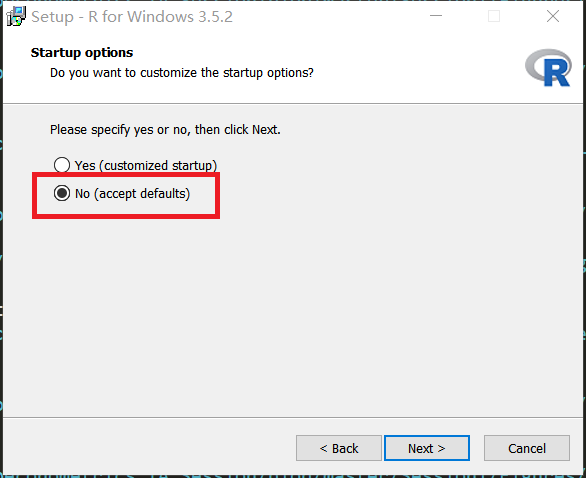 Setup - R for Windows 3.5.2
Startup options
Do you want to customize the startup options?
R
Please specify yes or no, then click Next.
Yes (customized startup)
No (accept defaults)
< Back
Next >
Cancel